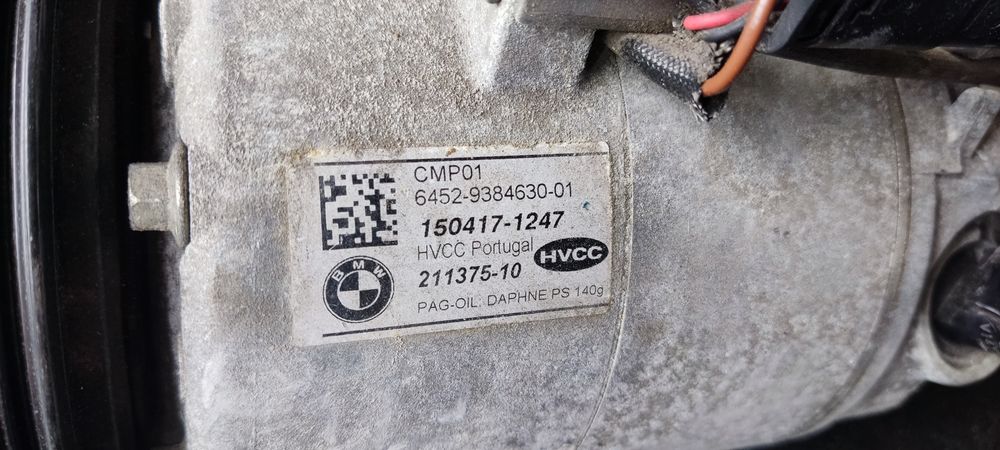 CMP01
6452-9384630-01
150417-1247
HVCC Portugal
HVCC
211375-10
BMW
PAG-OIL: DAPHNE PS 140g